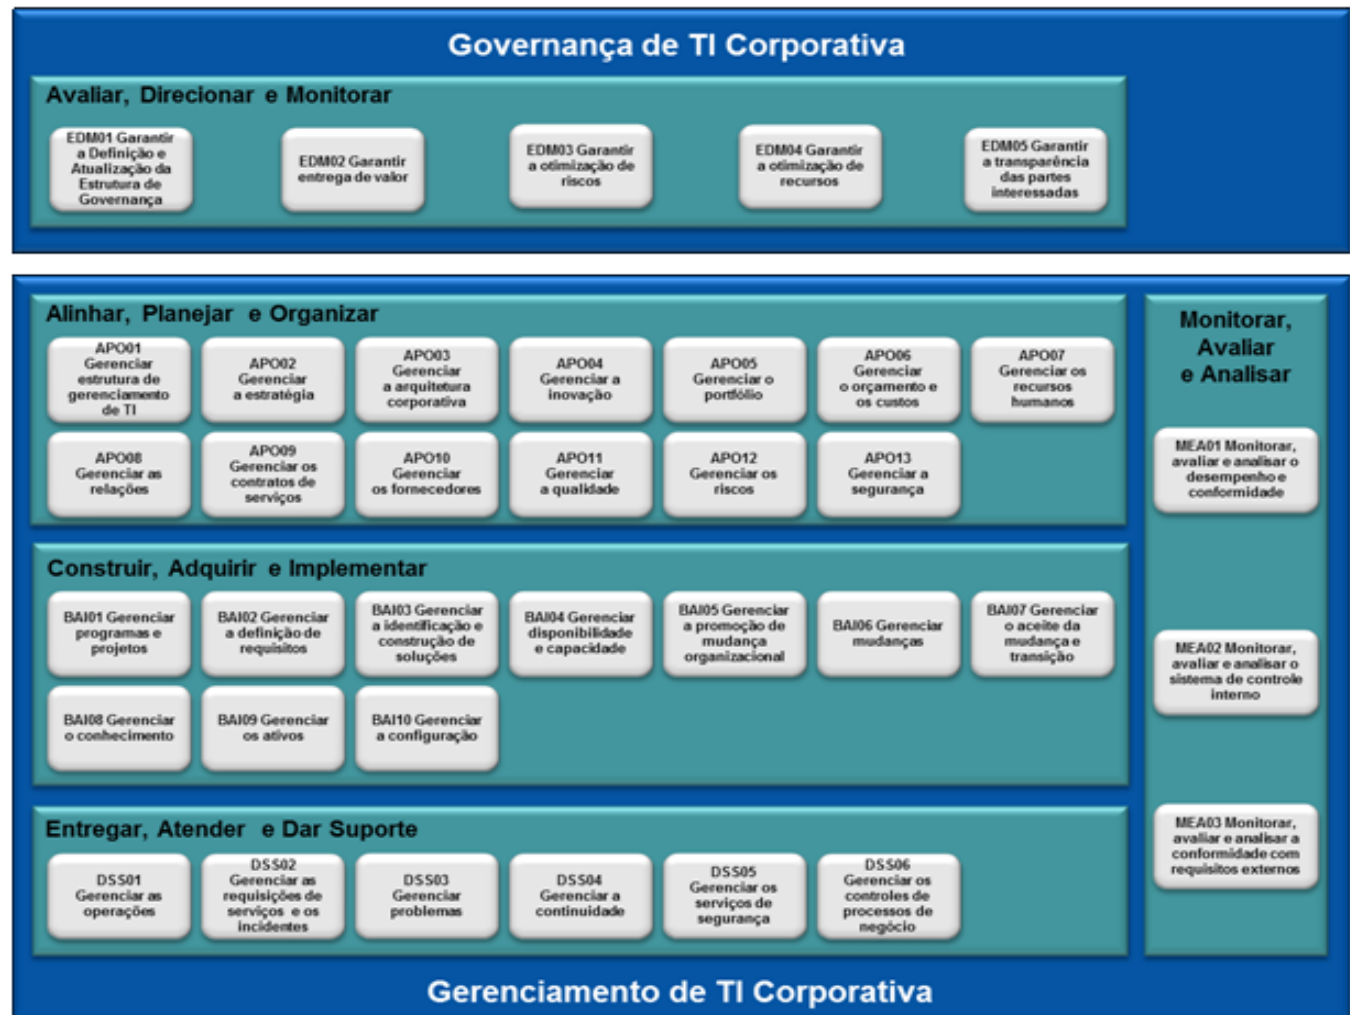 Governança de TI Corporativa
Avaliar, Direcionar e Monitorar
EDM01 Garantir
a Definição e
Atualização da
Estrutura de
Governança
EDM02 Garantir
entrega de valor
EDM03 Garantir
a otimização de
riscos
EDM04 Garantir
a otimização de
recursos
EDM05 Garantir
a transparência
das partes
interessadas
Alinhar, Planejar e Organizar
APO01
Gerenciar
estrutura de
gerenciamento
de TI
APO02
Gerenciar
a estratégia
APO03
Gerenciar
a arquitetura
corporativa
APO04
Gerenciar a
inovação
APO05
Gerenciar o
portfólio
APO06
Gerenciar
o orçamento e
os custos
APO07
Gerenciar os
recursos
humanos
APO08
Gerenciar as
relações
APO09
Gerenciar os
contratos de
serviços
APO10
Gerenciar
os fornecedores
APO11
Gerenciar
a qualidade
APO12
Gerenciar os
riscos
APO13
Gerenciar a
segurança
Construir, Adquirir e Implementar
BAI01 Gerenciar
programas e
projetos
BAI02 Gerenciar
a definição de
requisitos
BAI03 Gerenciar
a identificação e
construção de
soluções
BAI04 Gerenciar
disponibilidade
e capacidade
BAI05 Gerenciar
a promoção de
mudança
organizacional
BAI06 Gerenciar
mudanças
BAI07 Gerenciar
o aceite da
mudança e
transição
BAI08 Gerenciar
o conhecimento
BAI09 Gerenciar
os ativos
BAI10 Gerenciar
a configuração
Entregar, Atender e Dar Suporte
DSS01
Gerenciar as
operações
DSS02
Gerenciar as
requisições de
serviços e os
incidentes
DSS03
Gerenciar
problemas
DSS04
Gerenciar a
continuidade
DSS05
Gerenciar os
serviços de
segurança
DSS06
Gerenciar os
controles de
processos de
negócio
Monitorar,
Avaliar
e Analisar
MEA01 Monitorar,
avaliar e analisar o
desempenho e
conformidade
MEA02 Monitorar,
avaliar e analisar o
sistema de controle
interno
MEA03 Monitorar,
avaliar e analisar a
conformidade com
requisitos externos
Gerenciamento de TI Corporativa